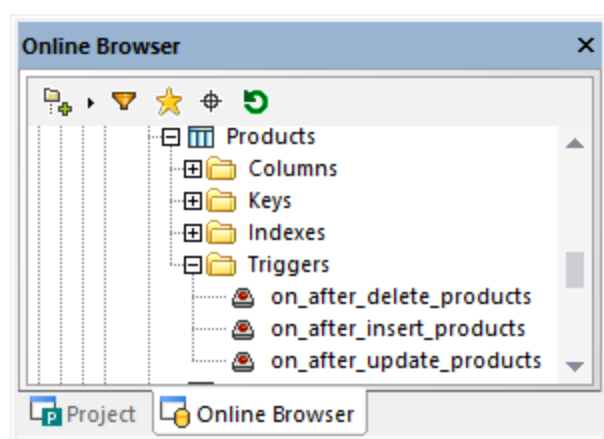 Online Browser
Products
Columns
Keys
Indexes
Triggers
on_after_delete_products
on_after_insert_products
on_after_update_products
Project Online Browser